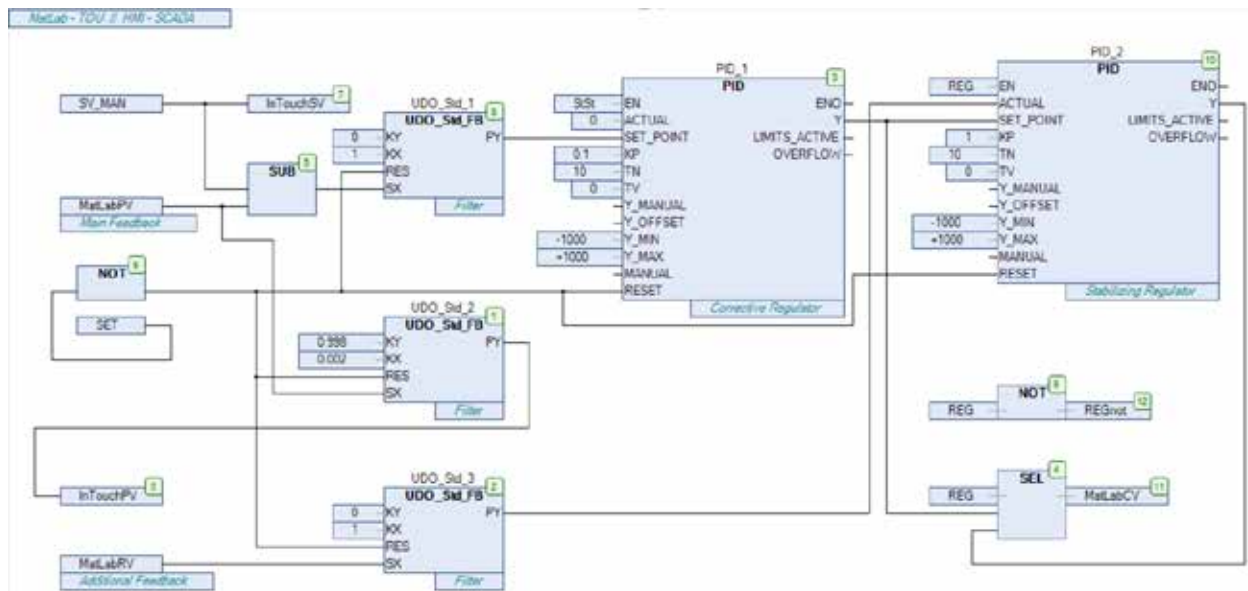 MatLab - TOU II HMI - SCADA
SV_MAN
InTouchSV
7
MatLabPV
Main Feedback
SUB
5
NOT
6
SET
InTouchPV
MatLabRV
Additional Feedback
UDO_Std_1
UDO_Std_FB
0
KY
PY
1
KX
RES
SX
Filter
UDO_Std_2
UDO_Std_FB
1
0.998
KY
PY
0.002
KX
RES
SX
Filter
UDO_Std_3
UDO_Std_FB
2
0
KY
PY
1
KX
RES
SX
Filter
PID_1
PID
StSt
EN
ENO
0
ACTUAL
Y
SET_POINT
LIMITS_ACTIVE
0.1
KP
OVERFLOW
10
TN
0
TV
Y_MANUAL
Y_OFFSET
-1000
Y_MIN
+1000
Y_MAX
MANUAL
RESET
Corrective Regulator
PID_2
PID
10
REG
EN
ENO
ACTUAL
Y
SET_POINT
LIMITS_ACTIVE
1
KP
OVERFLOW
10
TN
0
TV
Y_MANUAL
Y_OFFSET
-1000
Y_MIN
+1000
Y_MAX
MANUAL
RESET
Stabilizing Regulator
NOT
REG
REGnot
12
SEL
4
REG
MatLabCV
11